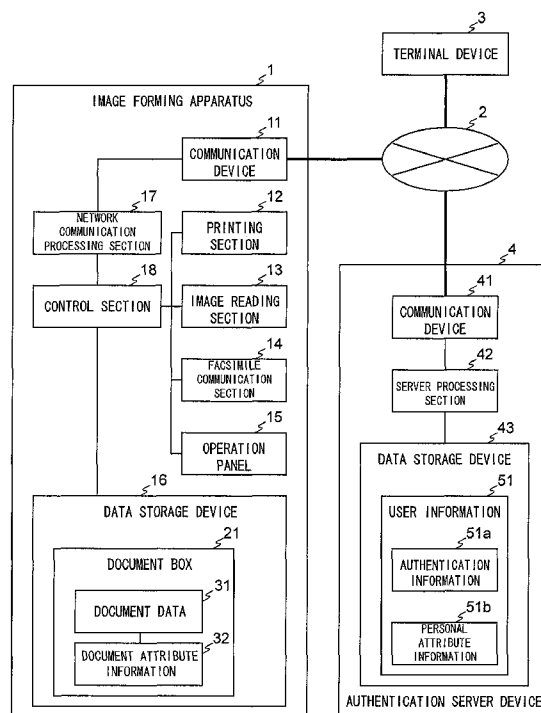 3
TERMINAL DEVICE
1
IMAGE FORMING APPARATUS
2
11
COMMUNICATION
DEVICE
17
NETWORK
COMMUNICATION
PROCESSING SECTION
12
PRINTING
SECTION
18
CONTROL SECTION
13
IMAGE READING
SECTION
14
FACSIMILE
COMMUNICATION
SECTION
15
OPERATION
PANEL
16
DATA STORAGE DEVICE
21
DOCUMENT BOX
31
DOCUMENT DATA
32
DOCUMENT ATTRIBUTE
INFORMATION
4
41
COMMUNICATION
DEVICE
42
SERVER PROCESSING
SECTION
43
DATA STORAGE DEVICE
51
USER INFORMATION
51a
AUTHENTICATION
INFORMATION
51b
PERSONAL
ATTRIBUTE
INFORMATION
AUTHENTICATION SERVER DEVICE